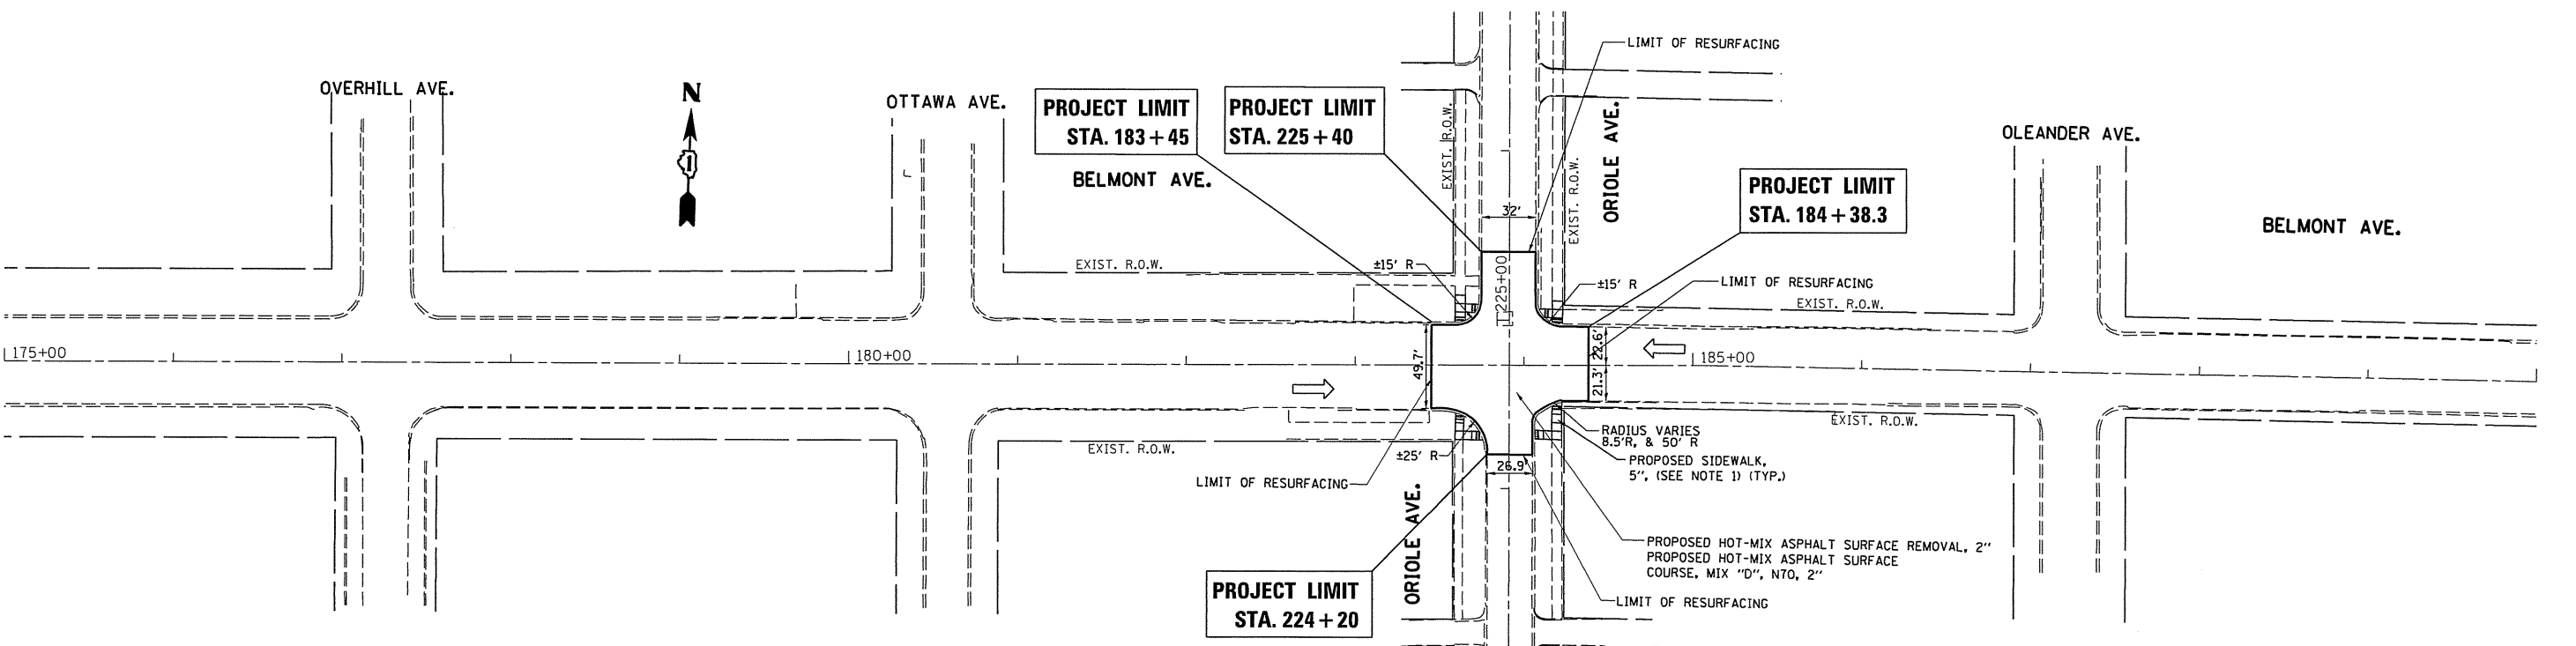 OVERHILL AVE.
N
1
OTTAWA AVE.
PROJECT LIMIT
STA. 183+45
PROJECT LIMIT
STA. 225+40
LIMIT OF RESURFACING
BELMONT AVE.
EXIST. R.O.W.
ORIOLE AVE.
EXIST. R.O.W.
32'
PROJECT LIMIT
STA. 184+38.3
OLEANDER AVE.
BELMONT AVE.
EXIST. R.O.W.
±15' R
225+00
±15' R
LIMIT OF RESURFACING
EXIST. R.O.W.
175+00
180+00
49.7'
22.6'
21.3'
185+00
EXIST. R.O.W.
±25' R
26.9'
RADIUS VARIES
8.5'R, & 50' R
EXIST. R.O.W.
PROPOSED SIDEWALK,
5", (SEE NOTE 1) (TYP.)
LIMIT OF RESURFACING
ORIOLE AVE.
PROPOSED HOT-MIX ASPHALT SURFACE REMOVAL, 2"
PROPOSED HOT-MIX ASPHALT SURFACE
COURSE, MIX "D", N70, 2"
PROJECT LIMIT
STA. 224+20
LIMIT OF RESURFACING